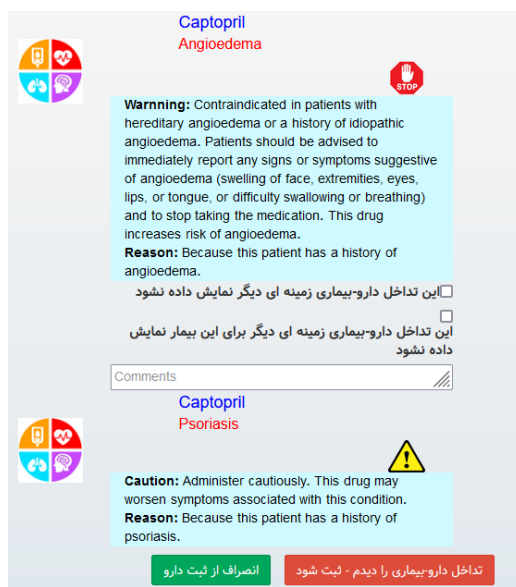 Captopril
Angioedema
STOP
Warnning: Contraindicated in patients with
hereditary angioedema or a history of idiopathic
angioedema. Patients should be advised to
immediately report any signs or symptoms suggestive
of angioedema (swelling of face, extremities, eyes,
lips, or tongue, or difficulty swallowing or breathing)
and to stop taking the medication. This drug
increases risk of angioedema.
Reason: Because this patient has a history of
angioedema.
این تداخل دارو-بیماری زمینه ای دیگر نمایش داده نشود
این تداخل دارو-بیماری زمینه ای دیگر برای این بیمار نمایش
داده نشود
Comments
Captopril
Psoriasis
Caution: Administer cautiously. This drug may
worsen symptoms associated with this condition.
Reason: Because this patient has a history of
psoriasis.
تداخل دارو-بیماری را دیدم - ثبت شود
انصراف از ثبت دارو